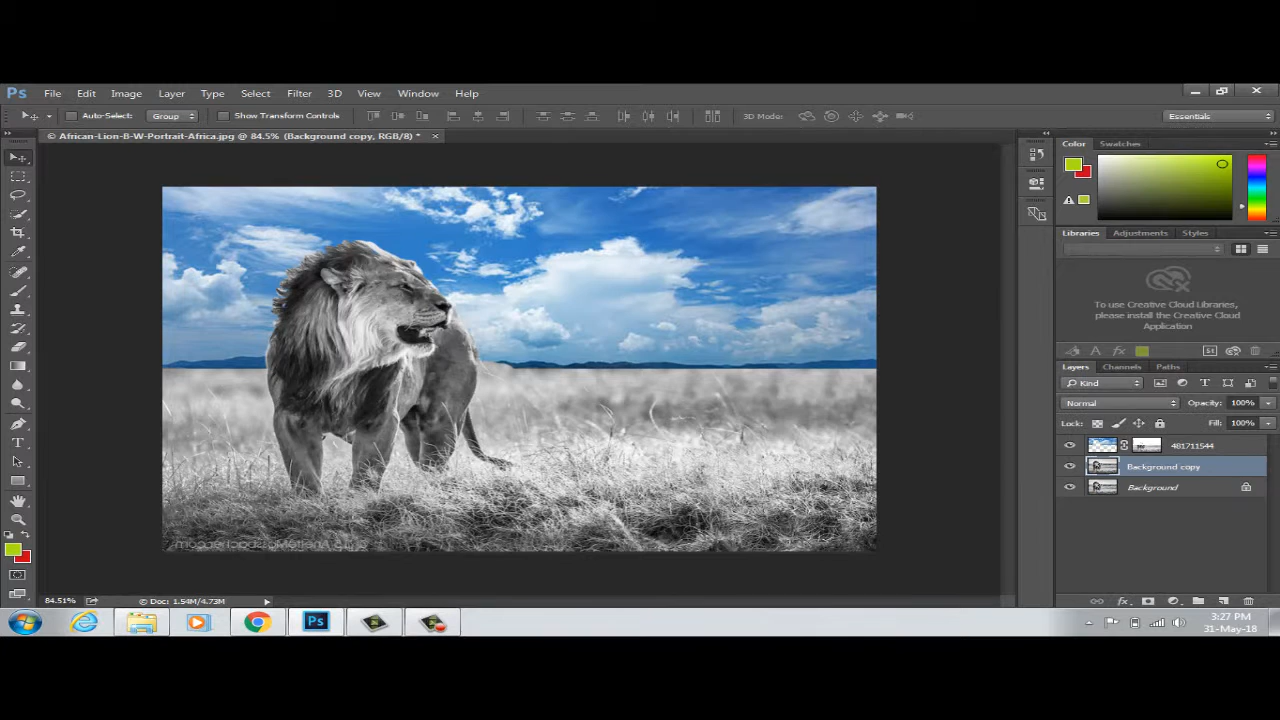 Ps File Edit Image Layer Type Select Filter 3D View Window Help
Auto-Select: Group Show Transform Controls 3D Mode: Essentials
© African-Lion-B-W-Portrait-Africa.jpg @ 84.5% (Background copy, RGB/8) *
Color Swatches
Libraries Adjustments Styles
To use Creative Cloud Libraries,
please install the Creative Cloud
Application
St
Layers Channels Paths
Kind
Normal Opacity: 100%
Lock: Fill: 100%
481711544
Background copy
Background
84.51% Doc: 1.54M/4.73M
Ps
3:27 PM
31-May-18